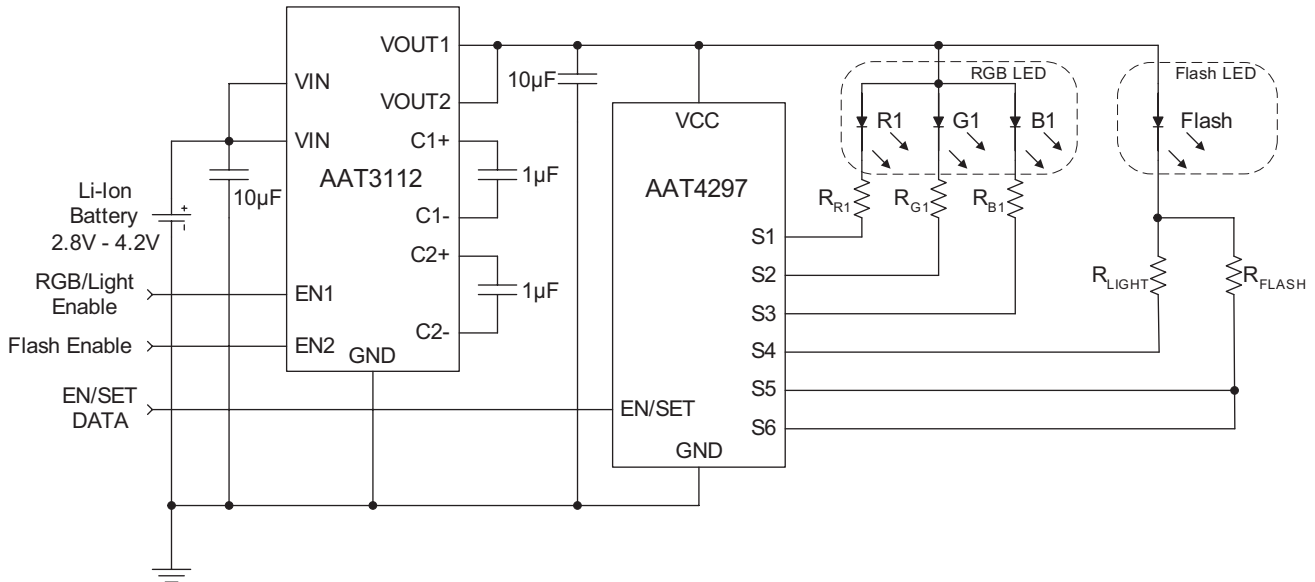 VOUT1
VOUT2
C1+
C1-
C2+
C2-
VIN
VIN
EN1
EN2
GND
AAT3112
1µF
1µF
10µF
10µF
Li-Ion
Battery
2.8V - 4.2V
+
-
RGB/Light
Enable
Flash Enable
EN/SET
DATA
VCC
AAT4297
EN/SET
GND
S1
S2
S3
S4
S5
S6
RGB LED
R1
G1
B1
RR1
RG1
RB1
Flash LED
Flash
RLIGHT
RFLASH